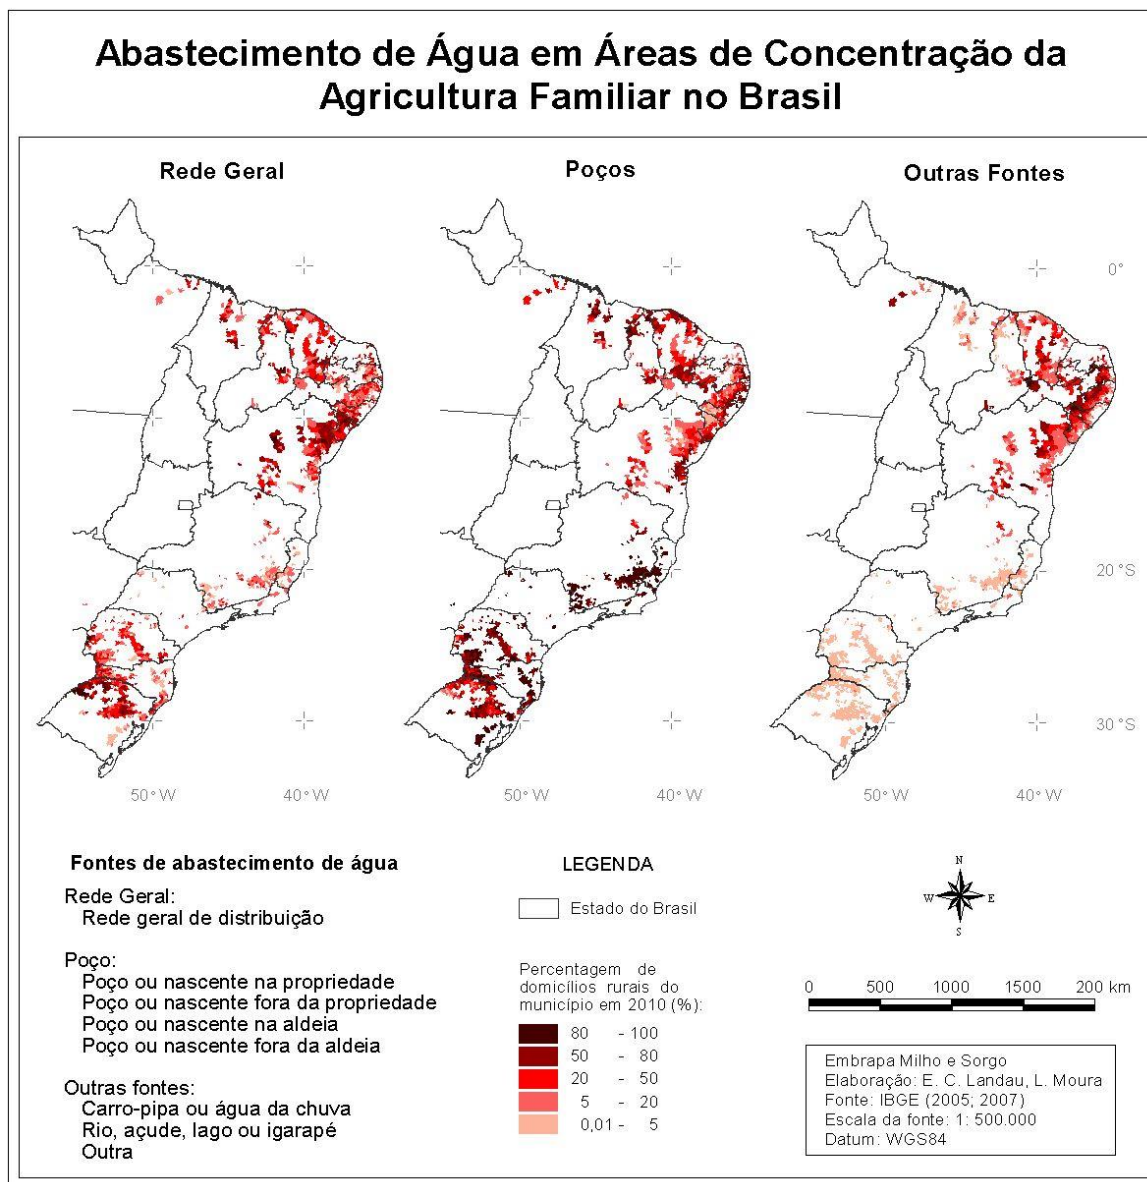 Abastecimento de Água em Áreas de Concentração da
Agricultura Familiar no Brasil
Rede Geral
Poços
Outras Fontes
0°
20 °S
30 °S
50° W
40° W
50° W
40° W
50° W
40° W
Fontes de abastecimento de água
Rede Geral:
Rede geral de distribuição
Poço:
Poço ou nascente na propriedade
Poço ou nascente fora da propriedade
Poço ou nascente na aldeia
Poço ou nascente fora da aldeia
Outras fontes:
Carro-pipa ou água da chuva
Rio, açude, lago ou igarapé
Outra
LEGENDA
Estado do Brasil
Percentagem de
domicílios rurais do
município em 2010 (%):
80 - 100
50 - 80
20 - 50
5 - 20
0,01 - 5
N
W E
S
0 500 1000 1500 200 km
Embrapa Milho e Sorgo
Elaboração: E. C. Landau, L. Moura
Fonte: IBGE (2005; 2007)
Escala da fonte: 1: 500.000
Datum: WGS84